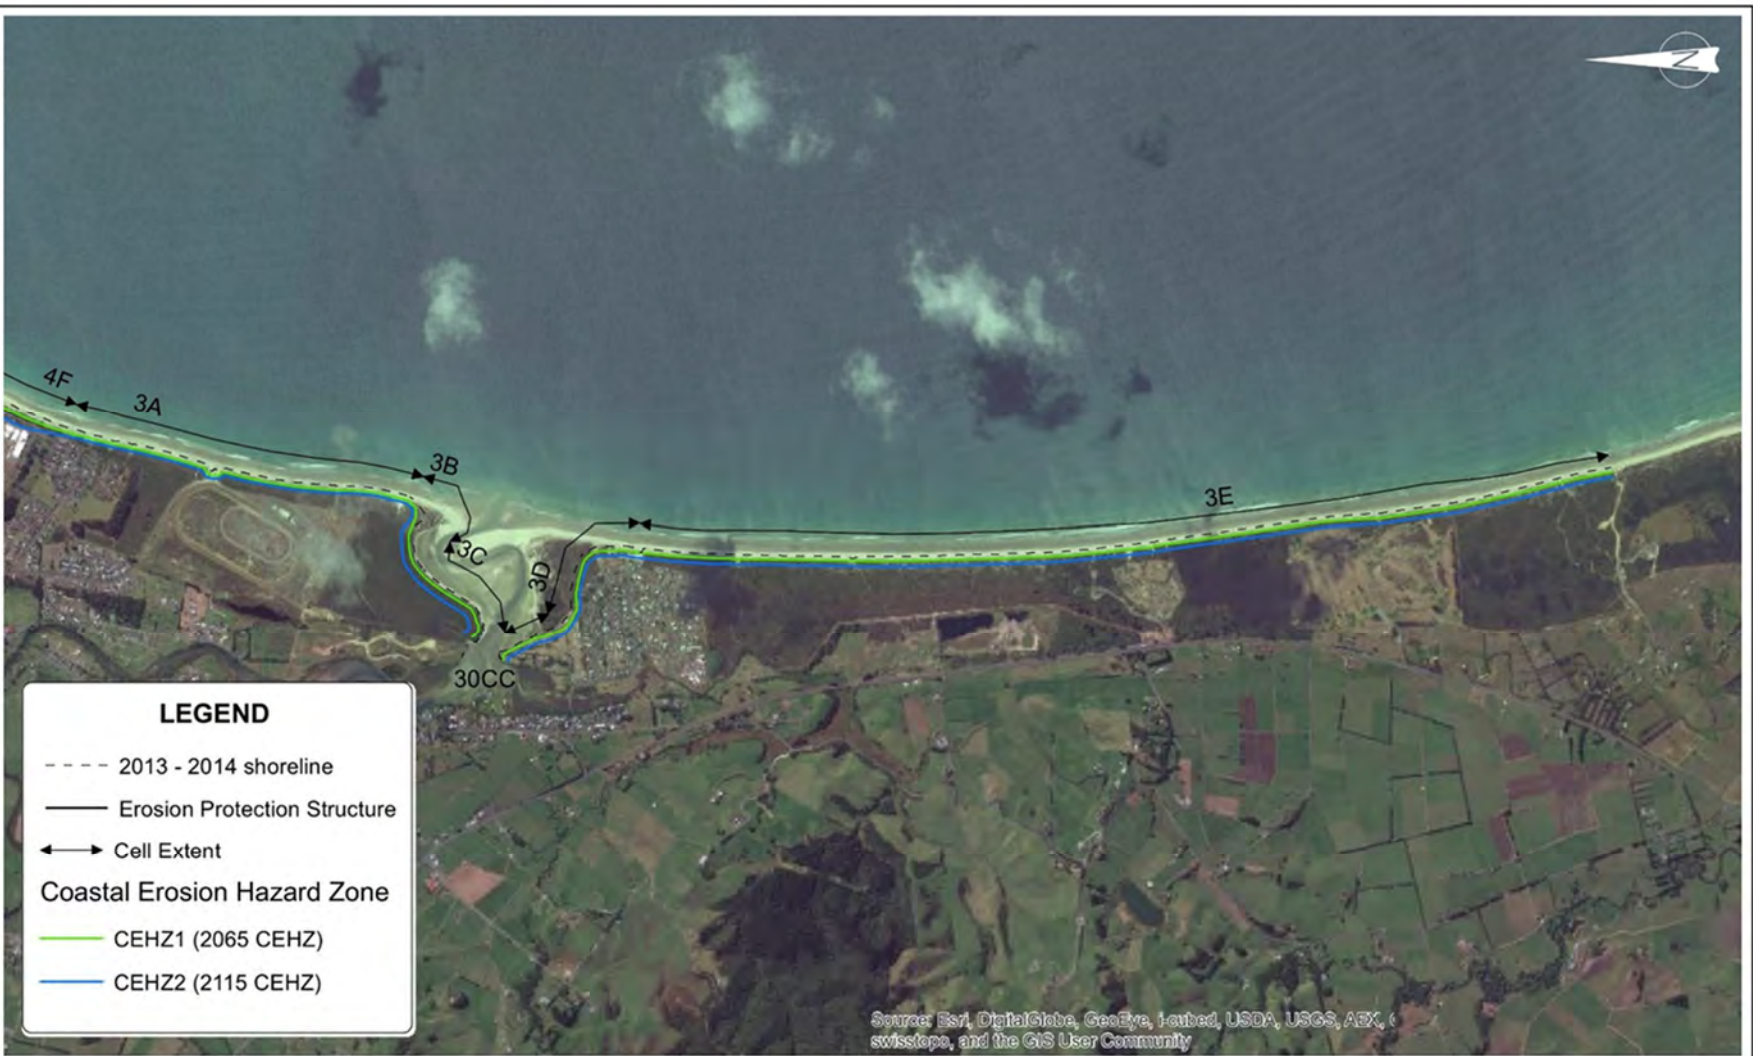 N
4F
3A
3B
3C
3D
3E
30CC
LEGEND
2013 - 2014 shoreline
Erosion Protection Structure
Cell Extent
Coastal Erosion Hazard Zone
CEHZ1 (2065 CEHZ)
CEHZ2 (2115 CEHZ)
Source: Esri, DigitalGlobe, GeoEye, i-cubed, USDA, USGS, AEX,
swisstopo, and the GIS User Community